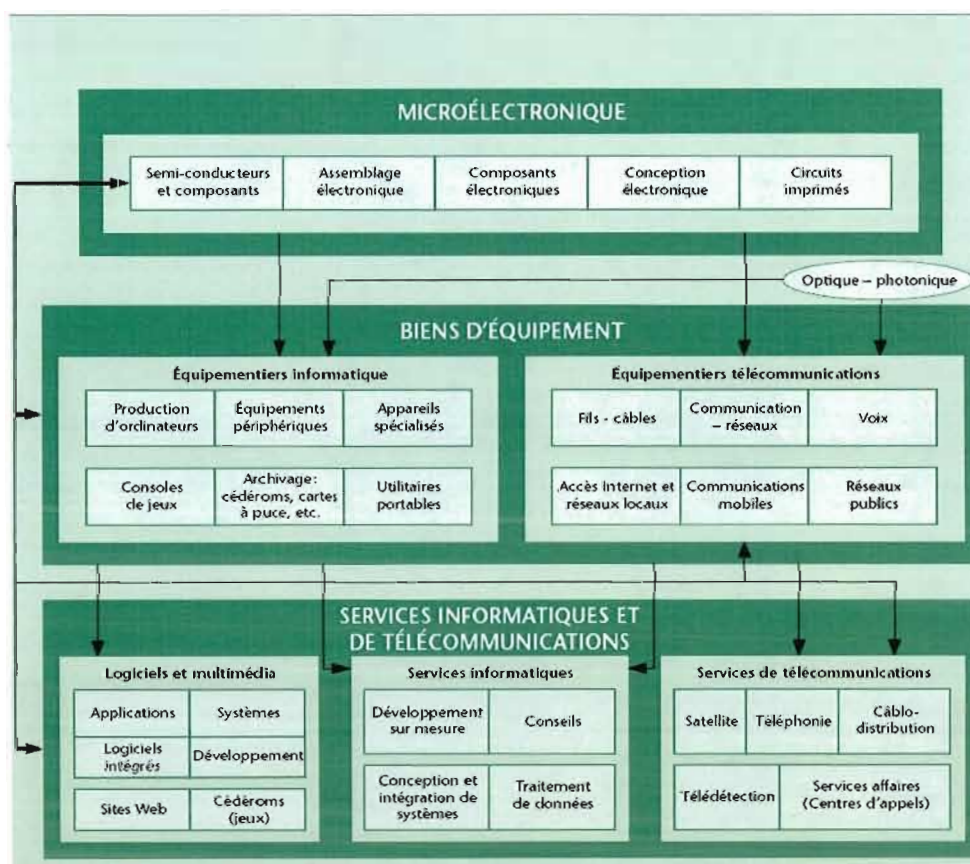 MICROÉLECTRONIQUE
Semi-conducteurs
et composants
Assemblage
électronique
Composants
électroniques
Conception
électronique
Circuits
imprimés
Optique – photonique
BIENS D'ÉQUIPEMENT
Équipementiers informatique
Production
d'ordinateurs
Équipements
périphériques
Appareils
spécialisés
Consoles
de jeux
Archivage:
cédéroms, cartes
à puce, etc.
Utilitaires
portables
Équipementiers télécommunications
Fils - câbles
Communication
– réseaux
Voix
Accès Internet et
réseaux locaux
Communications
mobiles
Réseaux
publics
SERVICES INFORMATIQUES ET
DE TÉLÉCOMMUNICATIONS
Logiciels et multimédia
Applications
Systèmes
Logiciels
intégrés
Développement
Sites Web
Cédéroms
(jeux)
Services informatiques
Développement
sur mesure
Conseils
Conception et
intégration de
systèmes
Traitement
de données
Services de télécommunications
Satellite
Téléphonie
Câblo-
distribution
Télédétection
Services affaires
(Centres d'appels)